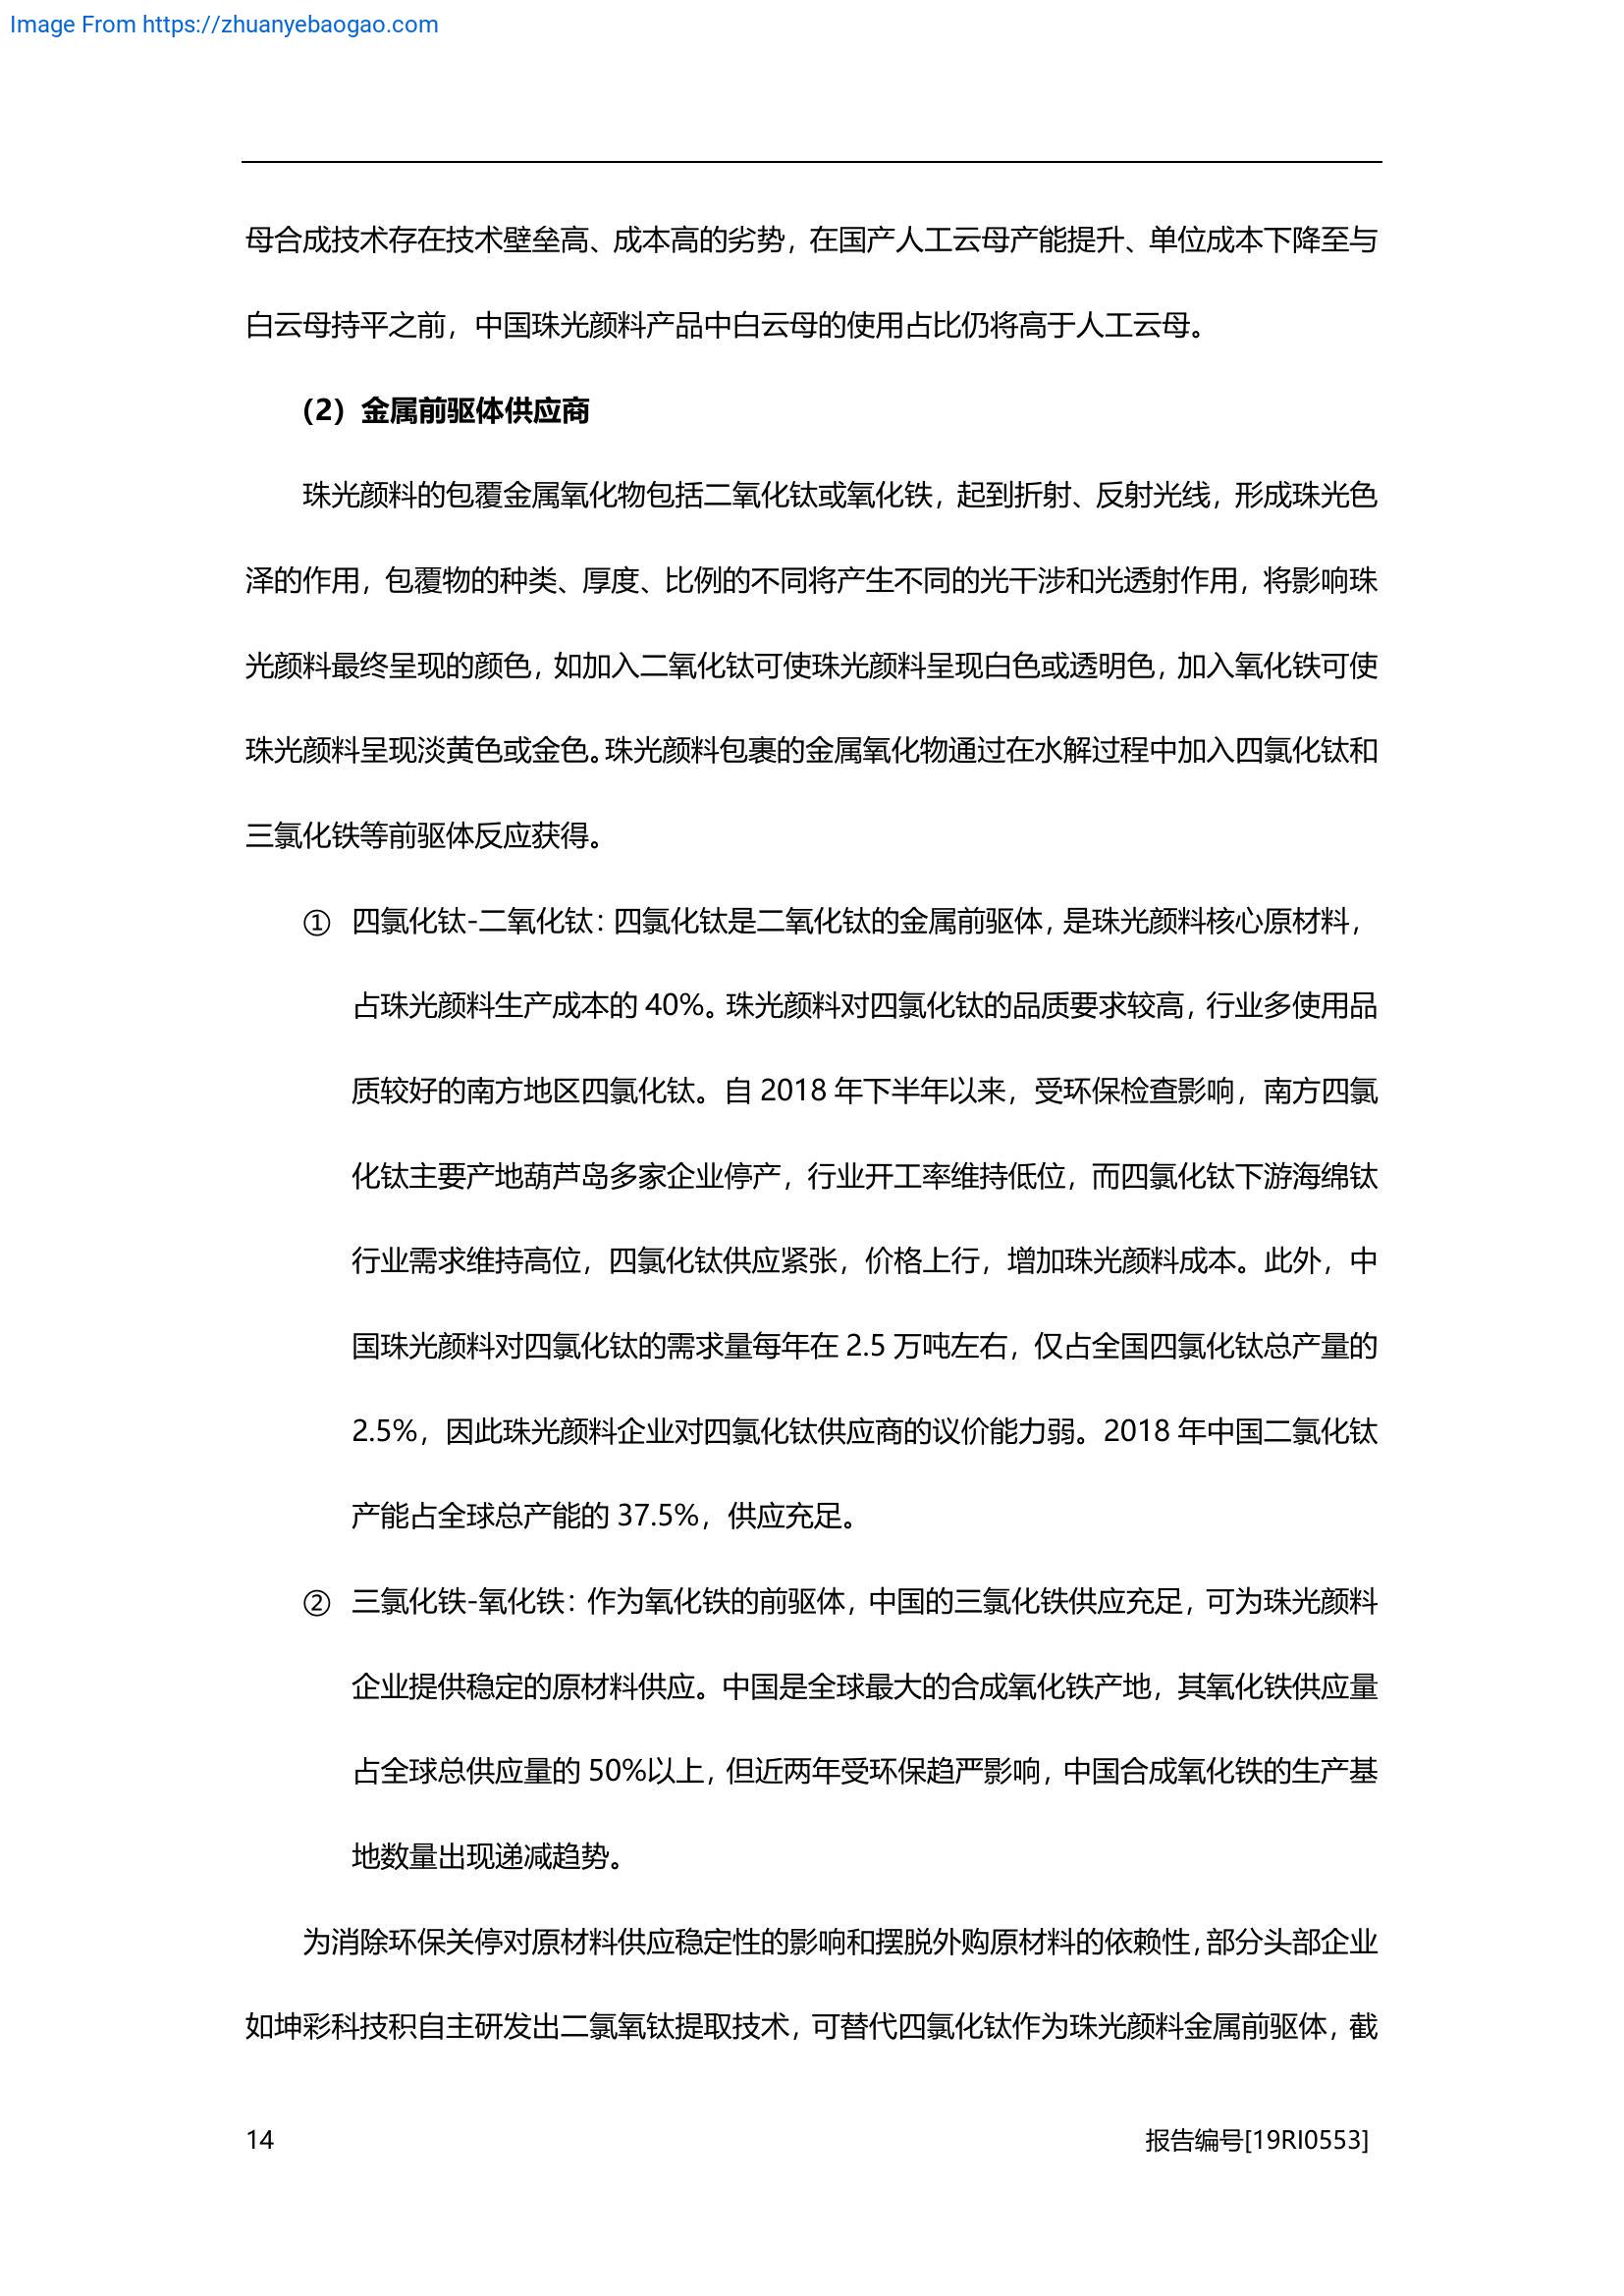 Image From https://zhuanyebaogao.com
母合成技术存在技术壁垒高、成本高的劣势，在国产人工云母产能提升、单位成本下降至与
白云母持平之前，中国珠光颜料产品中白云母的使用占比仍将高于人工云母。
（2）金属前驱体供应商
珠光颜料的包覆金属氧化物包括二氧化钛或氧化铁，起到折射、反射光线，形成珠光色
泽的作用，包覆物的种类、厚度、比例的不同将产生不同的光干涉和光透射作用，将影响珠
光颜料最终呈现的颜色，如加入二氧化钛可使珠光颜料呈现白色或透明色，加入氧化铁可使
珠光颜料呈现淡黄色或金色。珠光颜料包裹的金属氧化物通过在水解过程中加入四氯化钛和
三氯化铁等前驱体反应获得。
① 四氯化钛-二氧化钛：四氯化钛是二氧化钛的金属前驱体，是珠光颜料核心原材料，
占珠光颜料生产成本的 40%。珠光颜料对四氯化钛的品质要求较高，行业多使用品
质较好的南方地区四氯化钛。自 2018 年下半年以来，受环保检查影响，南方四氯
化钛主要产地葫芦岛多家企业停产，行业开工率维持低位，而四氯化钛下游海绵钛
行业需求维持高位，四氯化钛供应紧张，价格上行，增加珠光颜料成本。此外，中
国珠光颜料对四氯化钛的需求量每年在 2.5 万吨左右，仅占全国四氯化钛总产量的
2.5%，因此珠光颜料企业对四氯化钛供应商的议价能力弱。2018 年中国二氯化钛
产能占全球总产能的 37.5%，供应充足。
② 三氯化铁-氧化铁：作为氧化铁的前驱体，中国的三氯化铁供应充足，可为珠光颜料
企业提供稳定的原材料供应。中国是全球最大的合成氧化铁产地，其氧化铁供应量
占全球总供应量的 50%以上，但近两年受环保趋严影响，中国合成氧化铁的生产基
地数量出现递减趋势。
为消除环保关停对原材料供应稳定性的影响和摆脱外购原材料的依赖性，部分头部企业
如坤彩科技积自主研发出二氯氧钛提取技术，可替代四氯化钛作为珠光颜料金属前驱体，截
14
报告编号[19RI0553]